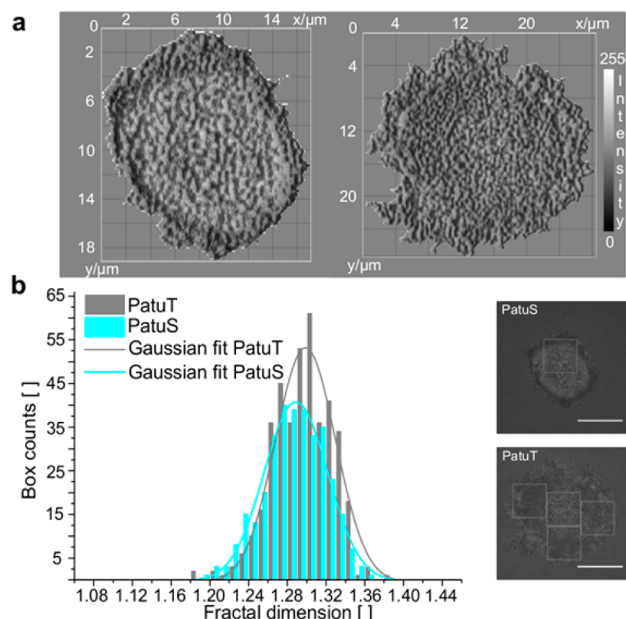 a
2 6 10 14 x/µm
0
2
6
10
14
18
y/µm
0 4 12 20 x/µm
0
4
12
20
y/µm
255
Intensity
0
b
Box counts [ ]
65
55
45
35
25
15
5
PatuT
PatuS
Gaussian fit PatuT
Gaussian fit PatuS
1.08 1.12 1.16 1.20 1.24 1.28 1.32 1.36 1.40 1.44
Fractal dimension [ ]
PatuS
PatuT